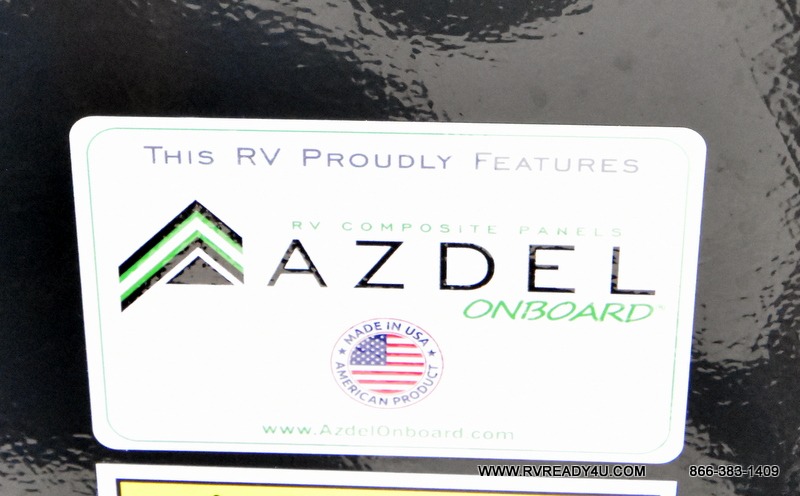 This RV Proudly Features
RV COMPOSITE PANELS
AZDEL
ONBOARD™
MADE IN USA
AMERICAN PRODUCT
www.AzdelOnboard.com
WWW.RVREADY4U.COM 866-383-1409